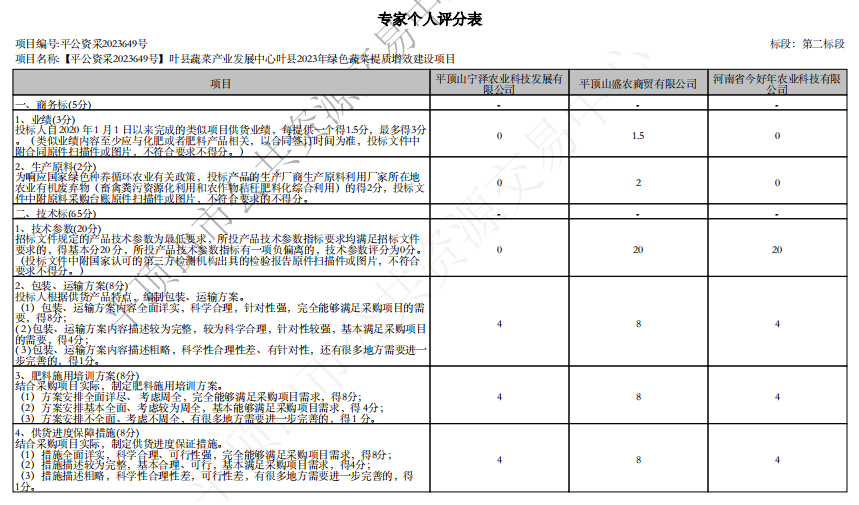 专家个人评分表
项目编号:平公资采2023649号
标段：第二标段
项目名称:【平公资采2023649号】叶县蔬菜产业发展中心叶县2023年绿色蔬菜提质增效建设项目
项目
平顶山宁泽农业科技发展有
限公司
平顶山盛农商贸有限公司
河南省今好年农业科技有限
公司
一、商务标(5分)
-
-
-
1、业绩(3分)
投标人自2020 年1月1日以来完成的类似项目供货业绩，每提供一个得1.5分，最多得3分
。（类似业绩内容至少应与化肥或者肥料产品相关，以合同签订时间为准，投标文件中
附合同原件扫描件或图片，不符合要求不得分。）
0
1.5
0
2、生产原料(2分)
为响应国家绿色种养循环农业有关政策，投标产品的生产厂商生产原料利用厂家所在地
农业有机废弃物（畜禽粪污资源化利用和农作物秸秆肥料化综合利用）的得2分，投标文
件中附原料采购台账原件扫描件或图片，不符合要求的不得分。
0
2
0
二、技术标(65分)
-
-
-
1、技术参数(20分)
招标文件规定的产品技术参数为最低要求，所投产品技术参数指标要求均满足招标文件
要求的，得基本分20 分，所投产品技术参数指标有一项负偏离的，技术参数评分为0分。
（投标文件中附国家认可的第三方检测机构出具的检验报告原件扫描件或图片，不符合
要求不得分。）
0
20
20
2、包装、运输方案(8分)
投标人根据供货产品特点，编制包装、运输方案。
（1）包装、运输方案内容全面详实，科学合理，针对性强，完全能够满足采购项目的需
要，得8分；
(2)包装、运输方案内容描述较为完整，较为科学合理，针对性较强，基本满足采购项目
的需要，得4分；
(3)包装、运输方案内容描述粗略，科学性合理性差、有针对性，还有很多地方需要进一
步完善的，得1分。
4
8
4
3、肥料施用培训方案(8分)
结合采购项目实际，制定肥料施用培训方案。
（1）方案安排全面详尽、 考虑周全，完全能够满足采购项目需求，得8分；
（2）方案安排基本全面、考虑较为周全，基本能够满足采购项目需求，得 4分；
（3）方案安排不全面、考虑不周全，有很多地方需要进一步完善的，得 1 分。
4
8
4
4、供货进度保障措施(8分)
结合采购项目实际，制定供货进度保证措施。
（1）措施全面详实，科学合理、可行性强，完全能够满足采购项目需求，得8分；
（2）措施描述较为完整，基本合理、可行，基本满足采购项目需求，得4分；
（3）措施描述粗略，科学性合理性差，可行性差，有很多地方需要进一步完善的，得
1分。
4
8
4
平顶山市公共资源交易中心
平顶山市公共资源交易中心